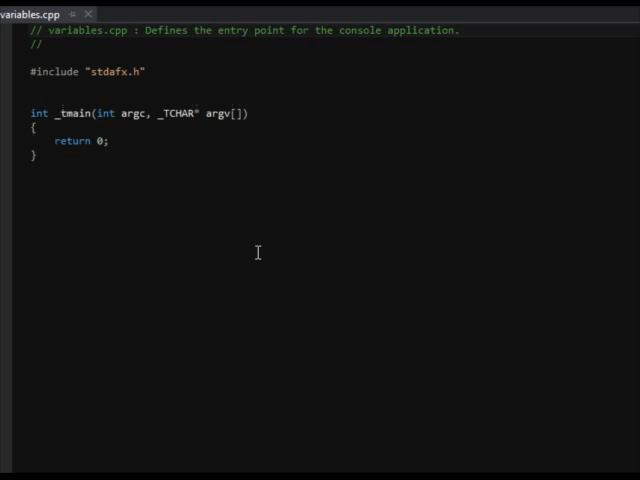 variables.cpp
// variables.cpp : Defines the entry point for the console application.
//
#include "stdafx.h"
int _tmain(int argc, _TCHAR* argv[])
{
return 0;
}